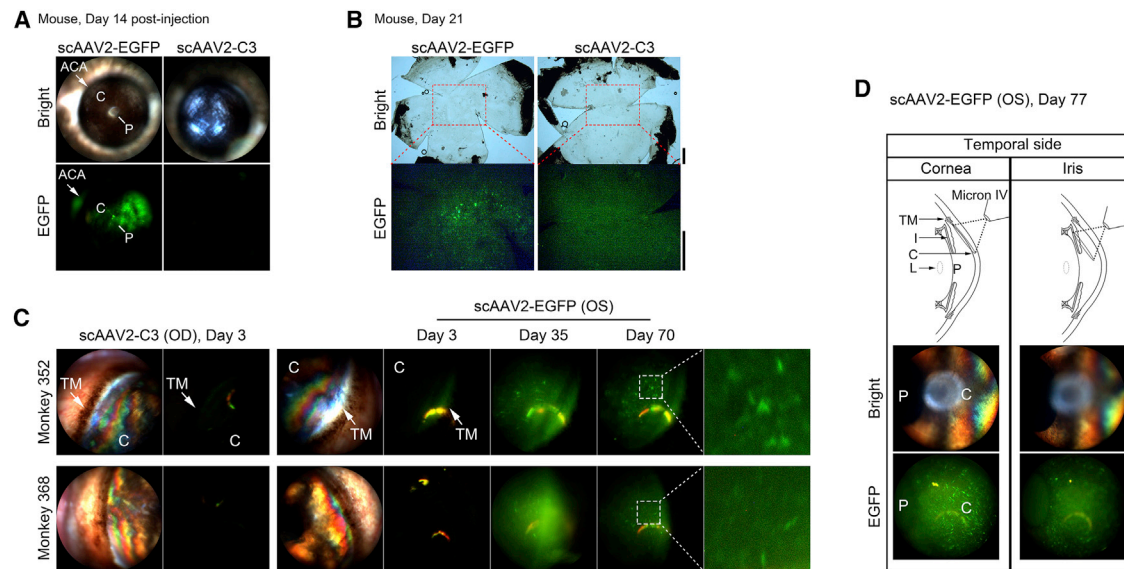 A Mouse, Day 14 post-injection
scAAV2-EGFP scAAV2-C3
Bright
ACA
C
P
EGFP
ACA
C
P
B Mouse, Day 21
scAAV2-EGFP scAAV2-C3
Bright
EGFP
C
scAAV2-EGFP (OS)
scAAV2-C3 (OD), Day 3 Day 3 Day 35 Day 70
Monkey 352
TM
C
TM
C
C
TM
C
TM
Monkey 368
D
scAAV2-EGFP (OS), Day 77
Temporal side
Cornea Iris
Micron IV
TM
I
C
L P
Bright
P C
EGFP
P C